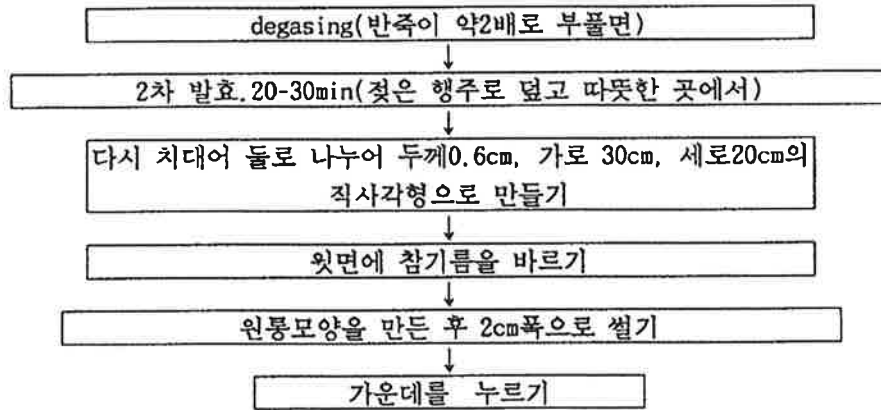 degasing(반죽이 약2배로 부풀면)
↓
2차 발효.20-30min(젖은 행주로 덮고 따뜻한 곳에서)
↓
다시 치대어 둘로 나누어 두께0.6cm, 가로 30cm, 세로20cm의
직사각형으로 만들기
↓
윗면에 참기름을 바르기
↓
원통모양을 만든 후 2cm폭으로 썰기
↓
가운데를 누르기